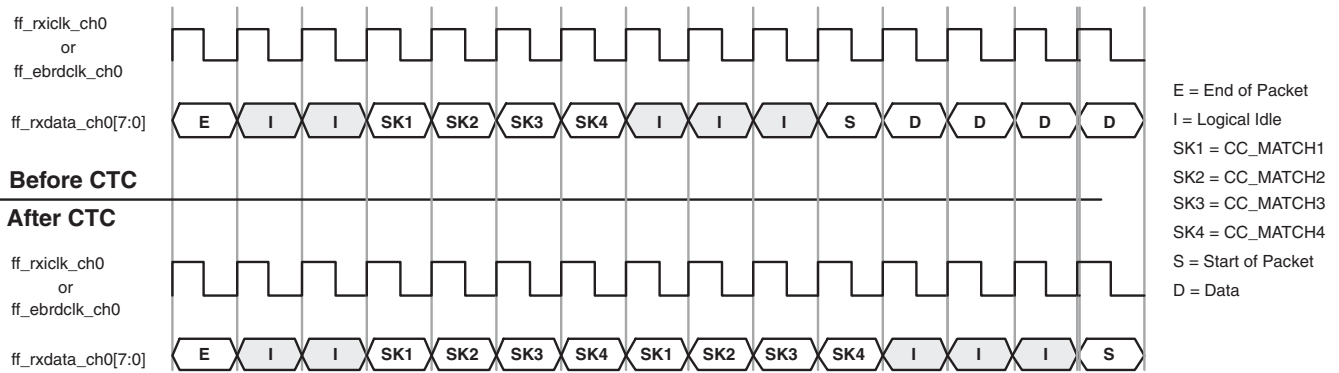 ff_rxiclk_ch0
or
ff_ebrdclk_ch0
ff_rxdata_ch0[7:0] E I I SK1 SK2 SK3 SK4 I I I S D D D D
Before CTC
After CTC
ff_rxiclk_ch0
or
ff_ebrdclk_ch0
ff_rxdata_ch0[7:0] E I I SK1 SK2 SK3 SK4 SK1 SK2 SK3 SK4 I I I S
E = End of Packet
I = Logical Idle
SK1 = CC_MATCH1
SK2 = CC_MATCH2
SK3 = CC_MATCH3
SK4 = CC_MATCH4
S = Start of Packet
D = Data